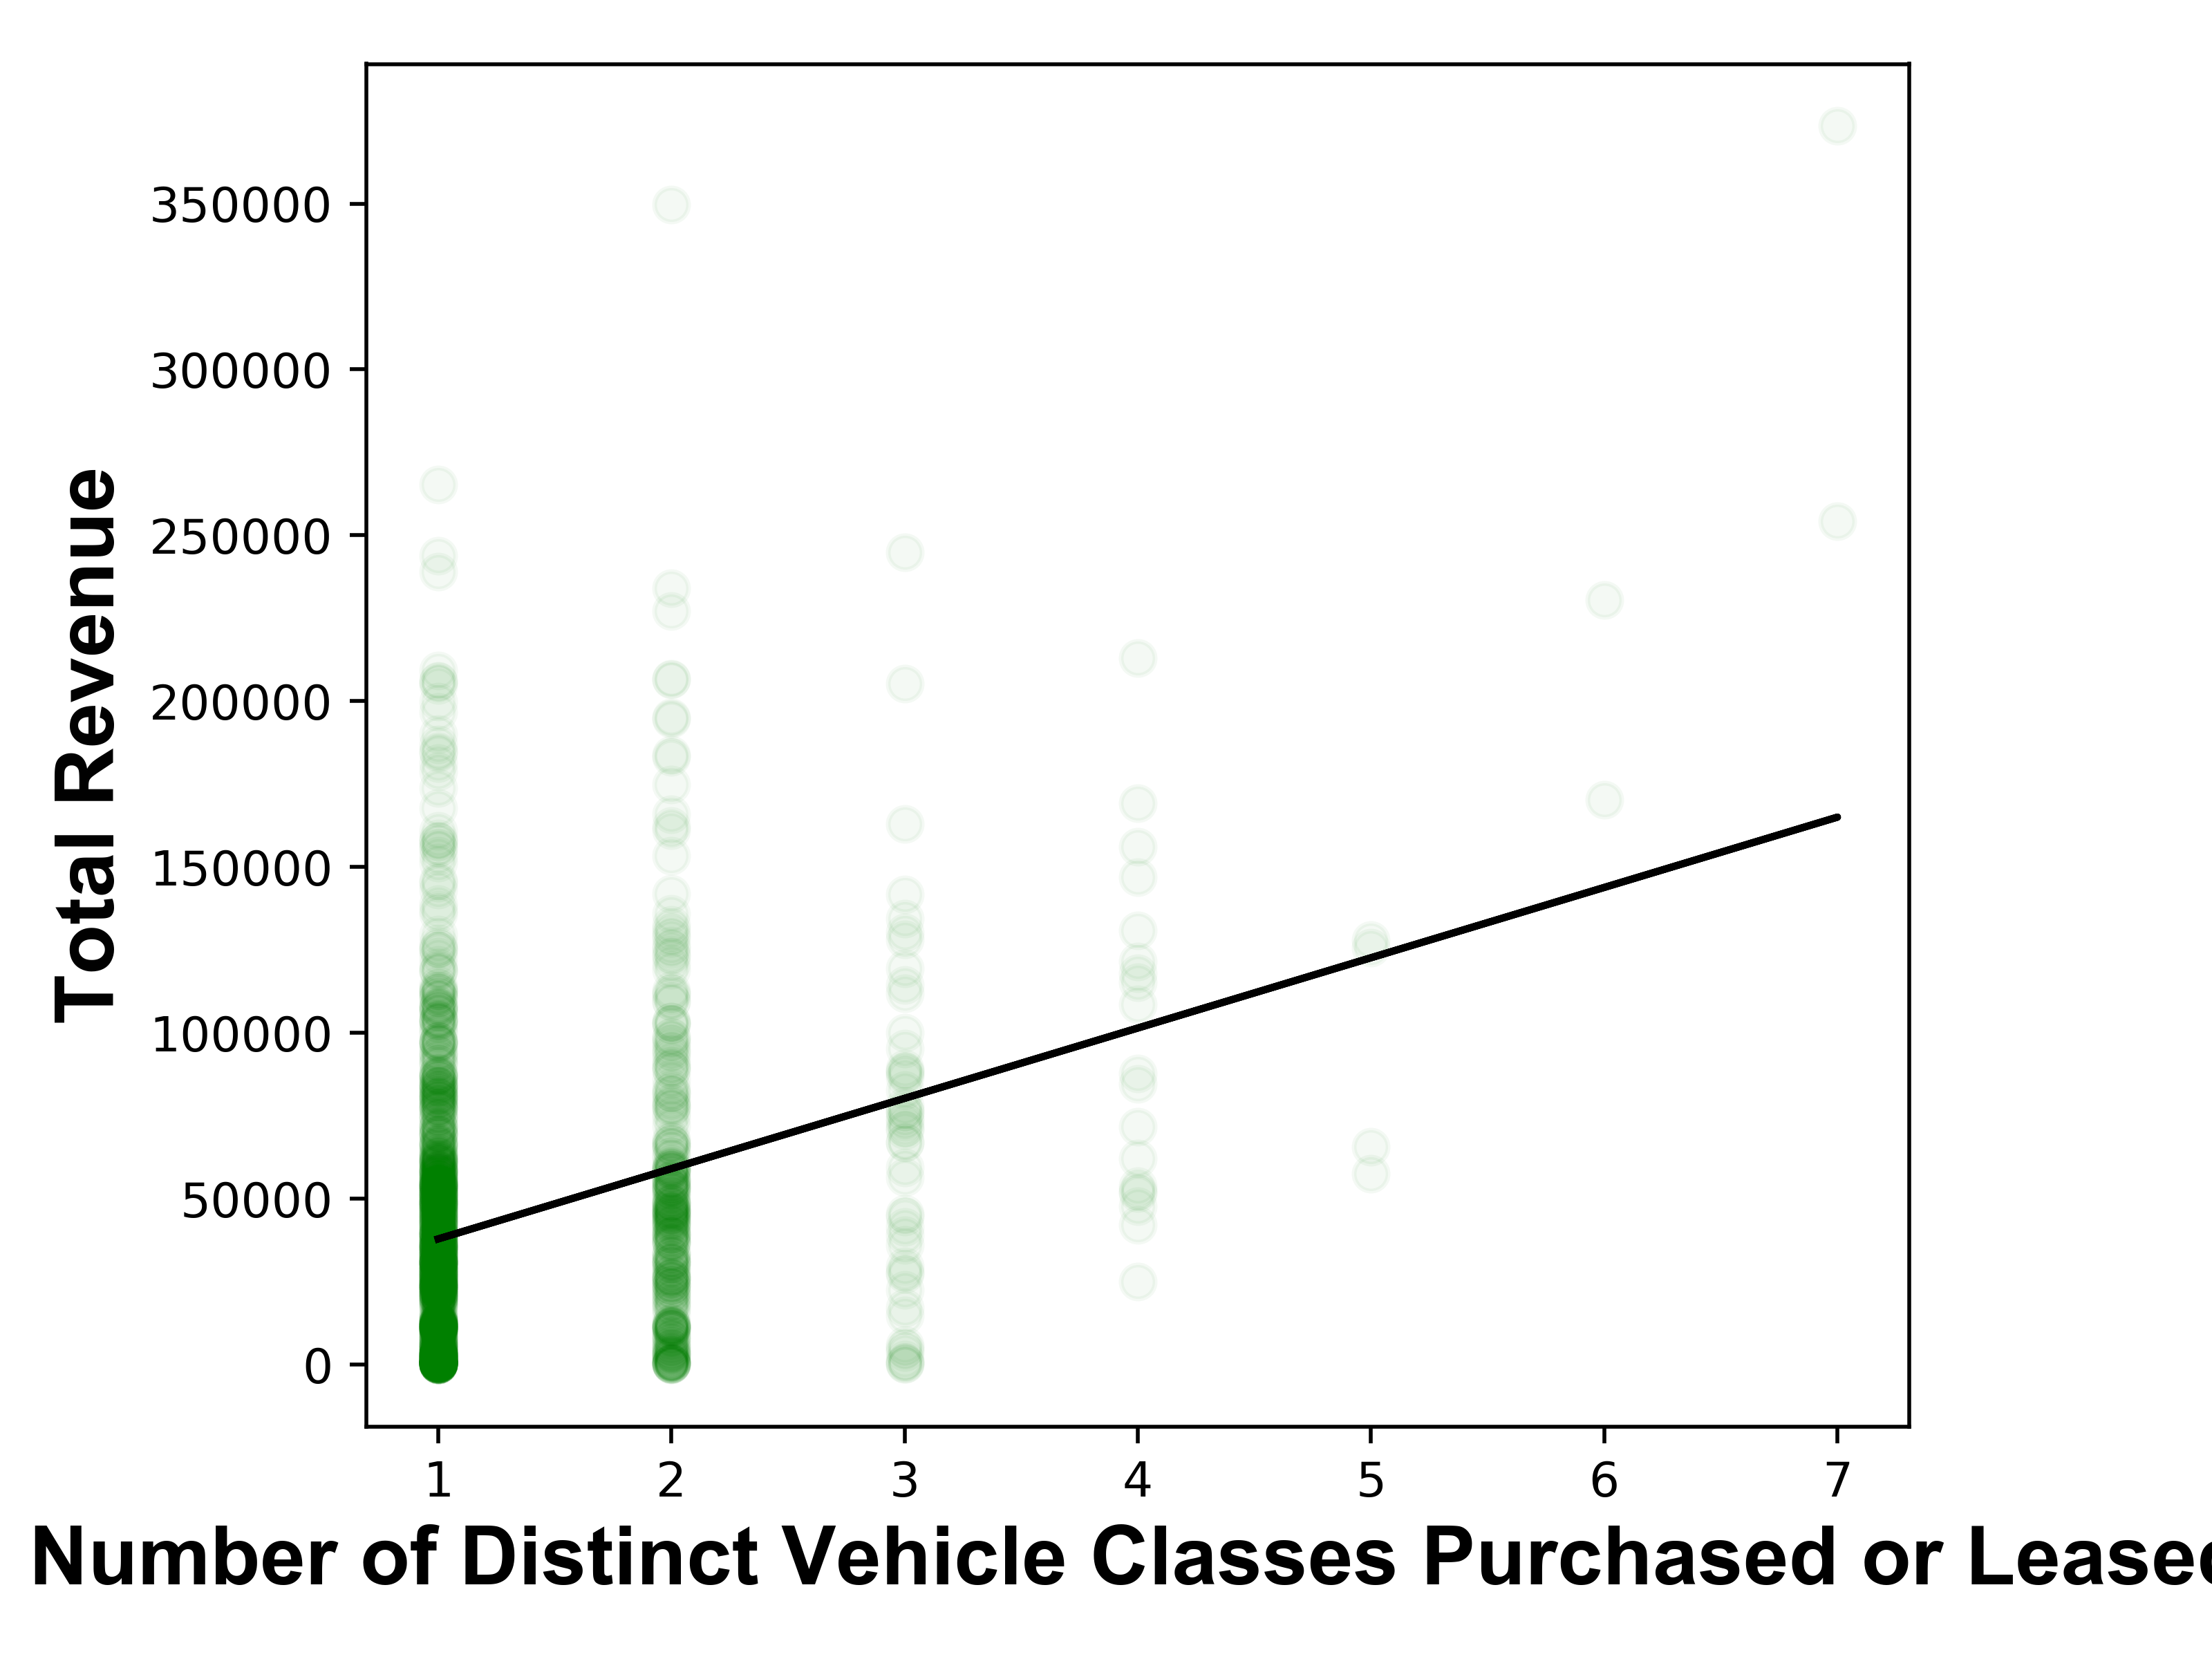 Total Revenue
350000
300000
250000
200000
150000
100000
50000
0
1 2 3 4 5 6 7
Number of Distinct Vehicle Classes Purchased or Leased